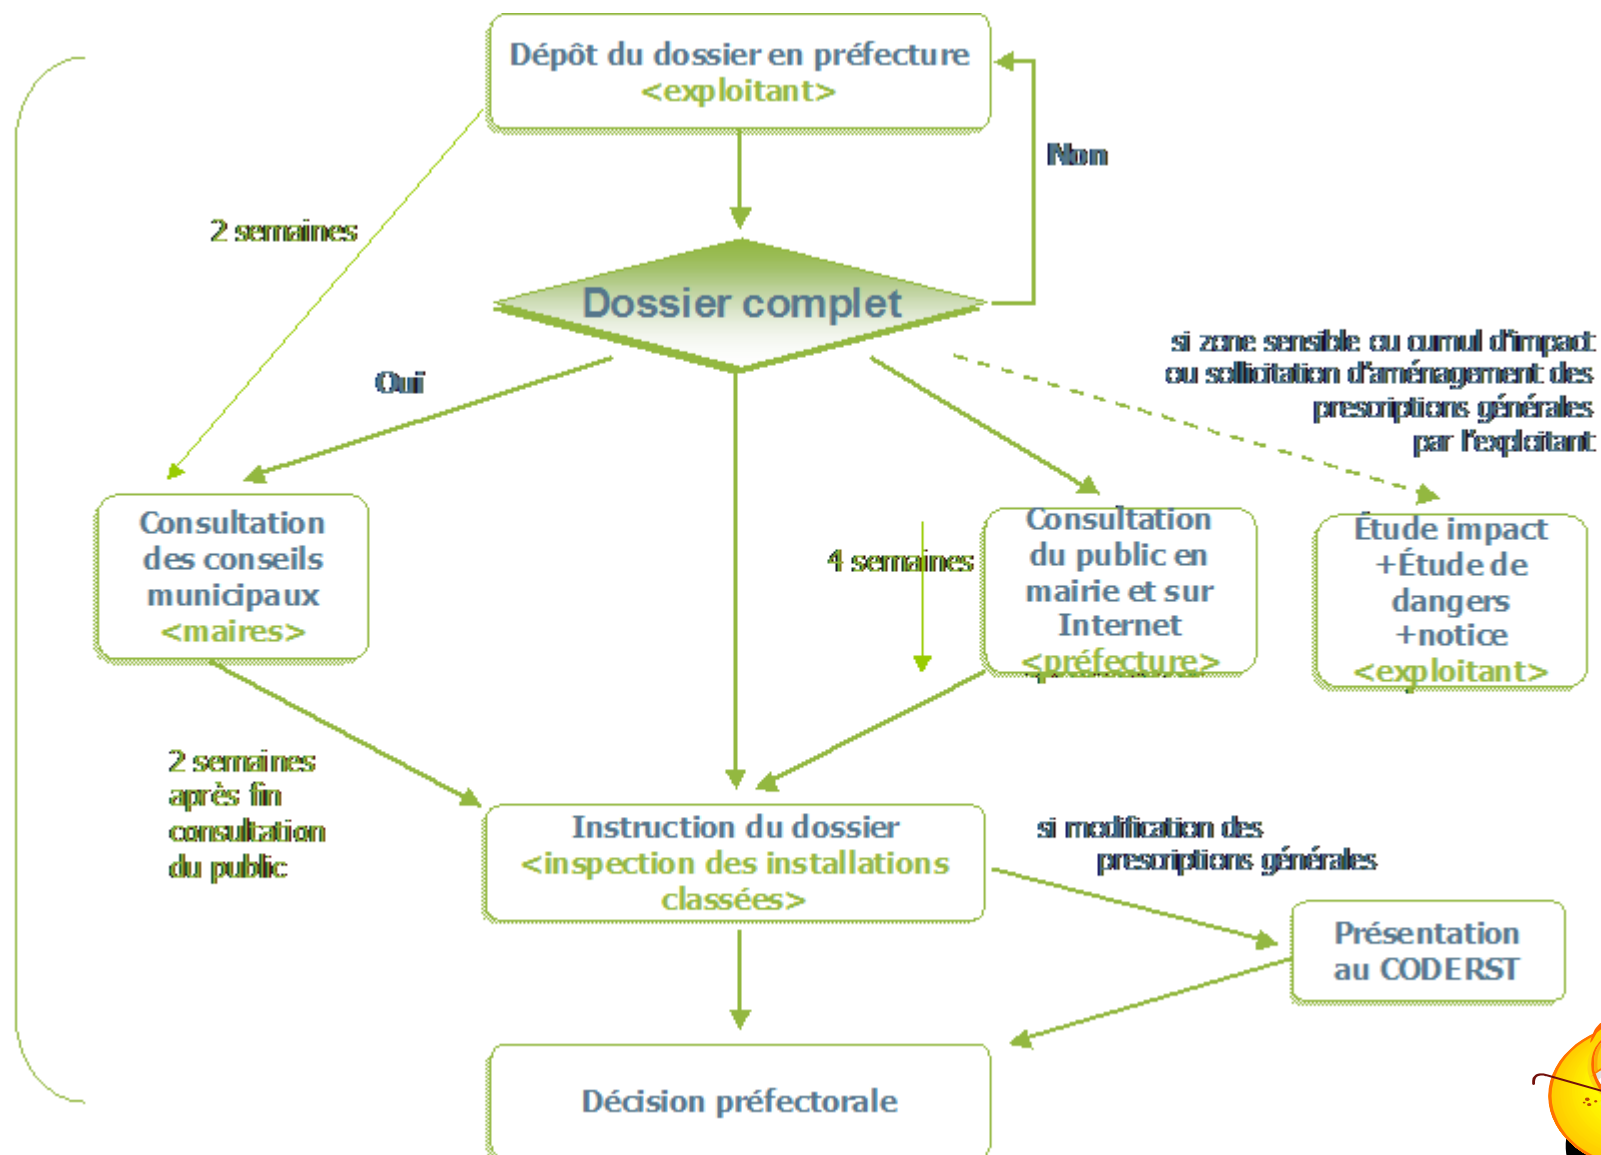 Dépôt du dossier en préfecture
<exploitant>
Non
2 semaines
Dossier complet
si zone sensible ou cumul d'impact
ou sollicitation d'aménagement des
prescriptions générales
par l'exploitant
Oui
Consultation
des conseils
municipaux
<maires>
4 semaines
Consultation
du public en
mairie et sur
Internet
<préfecture>
Étude impact
+Étude de
dangers
+notice
<exploitant>
2 semaines
après fin
consultation
du public
Instruction du dossier
<inspection des installations
classées>
si modification des
prescriptions générales
Présentation
au CODERST
Décision préfectorale